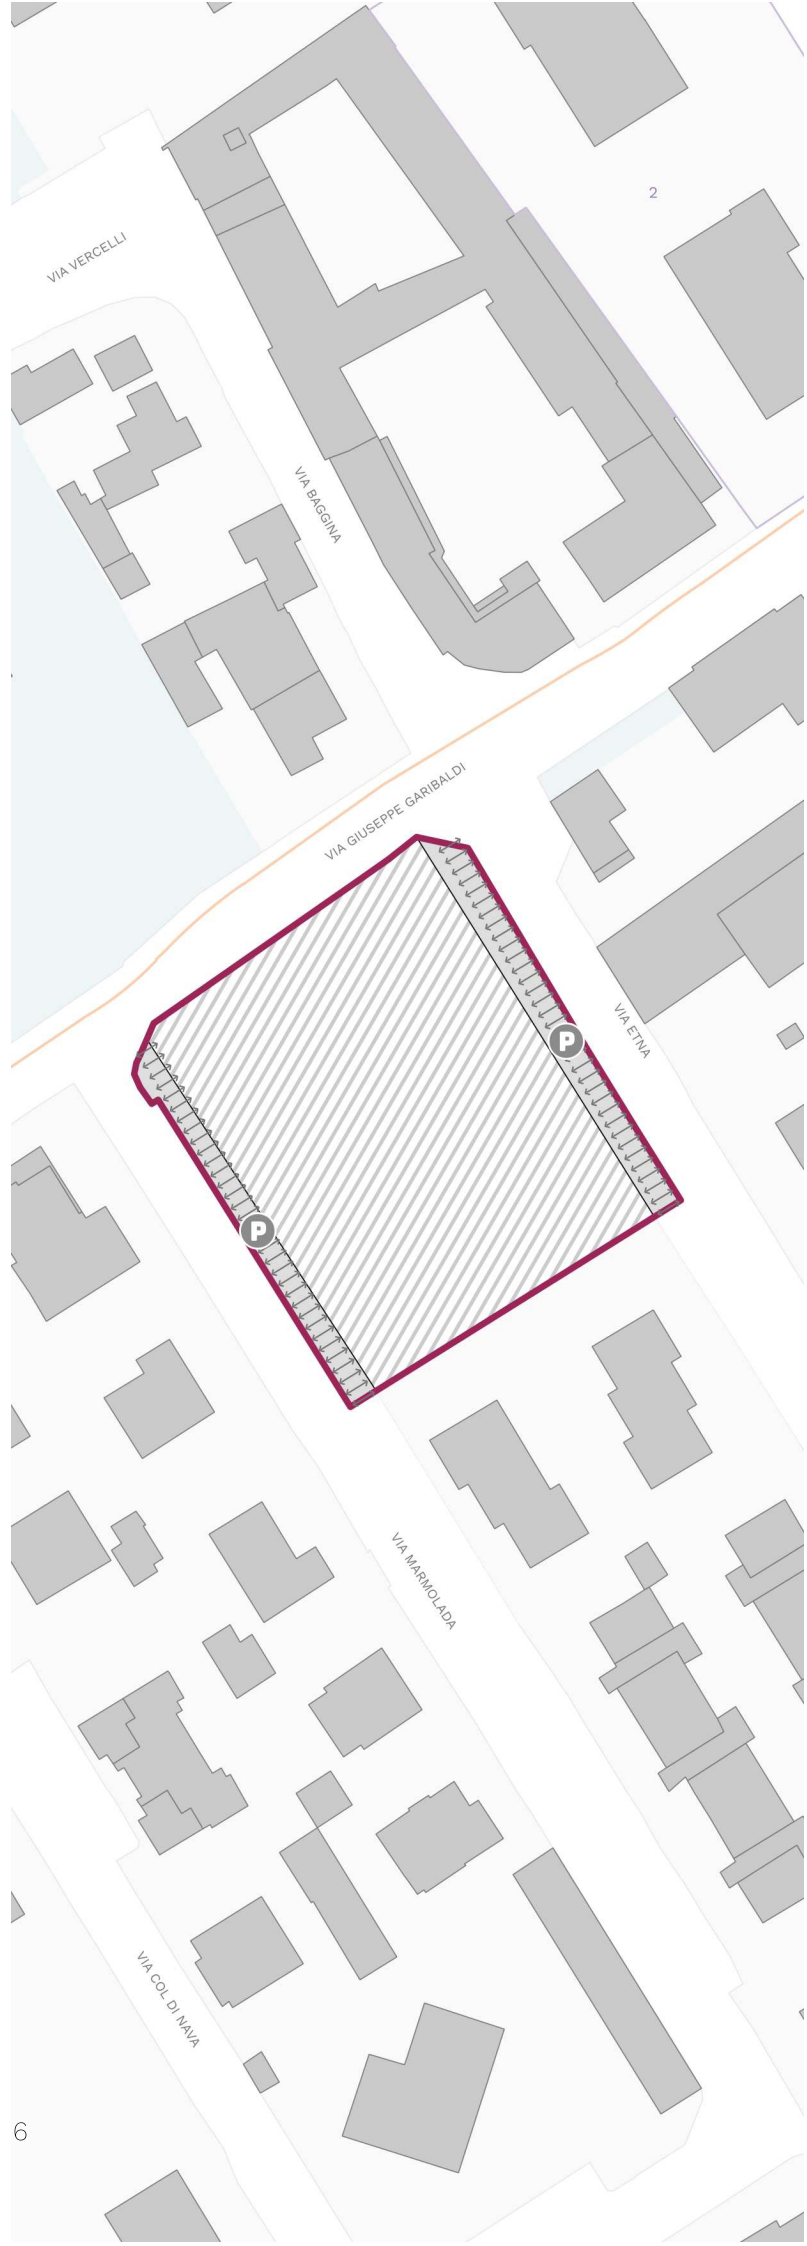 2
VIA VERCELLI
VIA BAGGINA
VIA GIUSEPPE GARIBALDI
P
VIA ETNA
P
VIA MARMOLADA
VIA COL DI NAVA
6